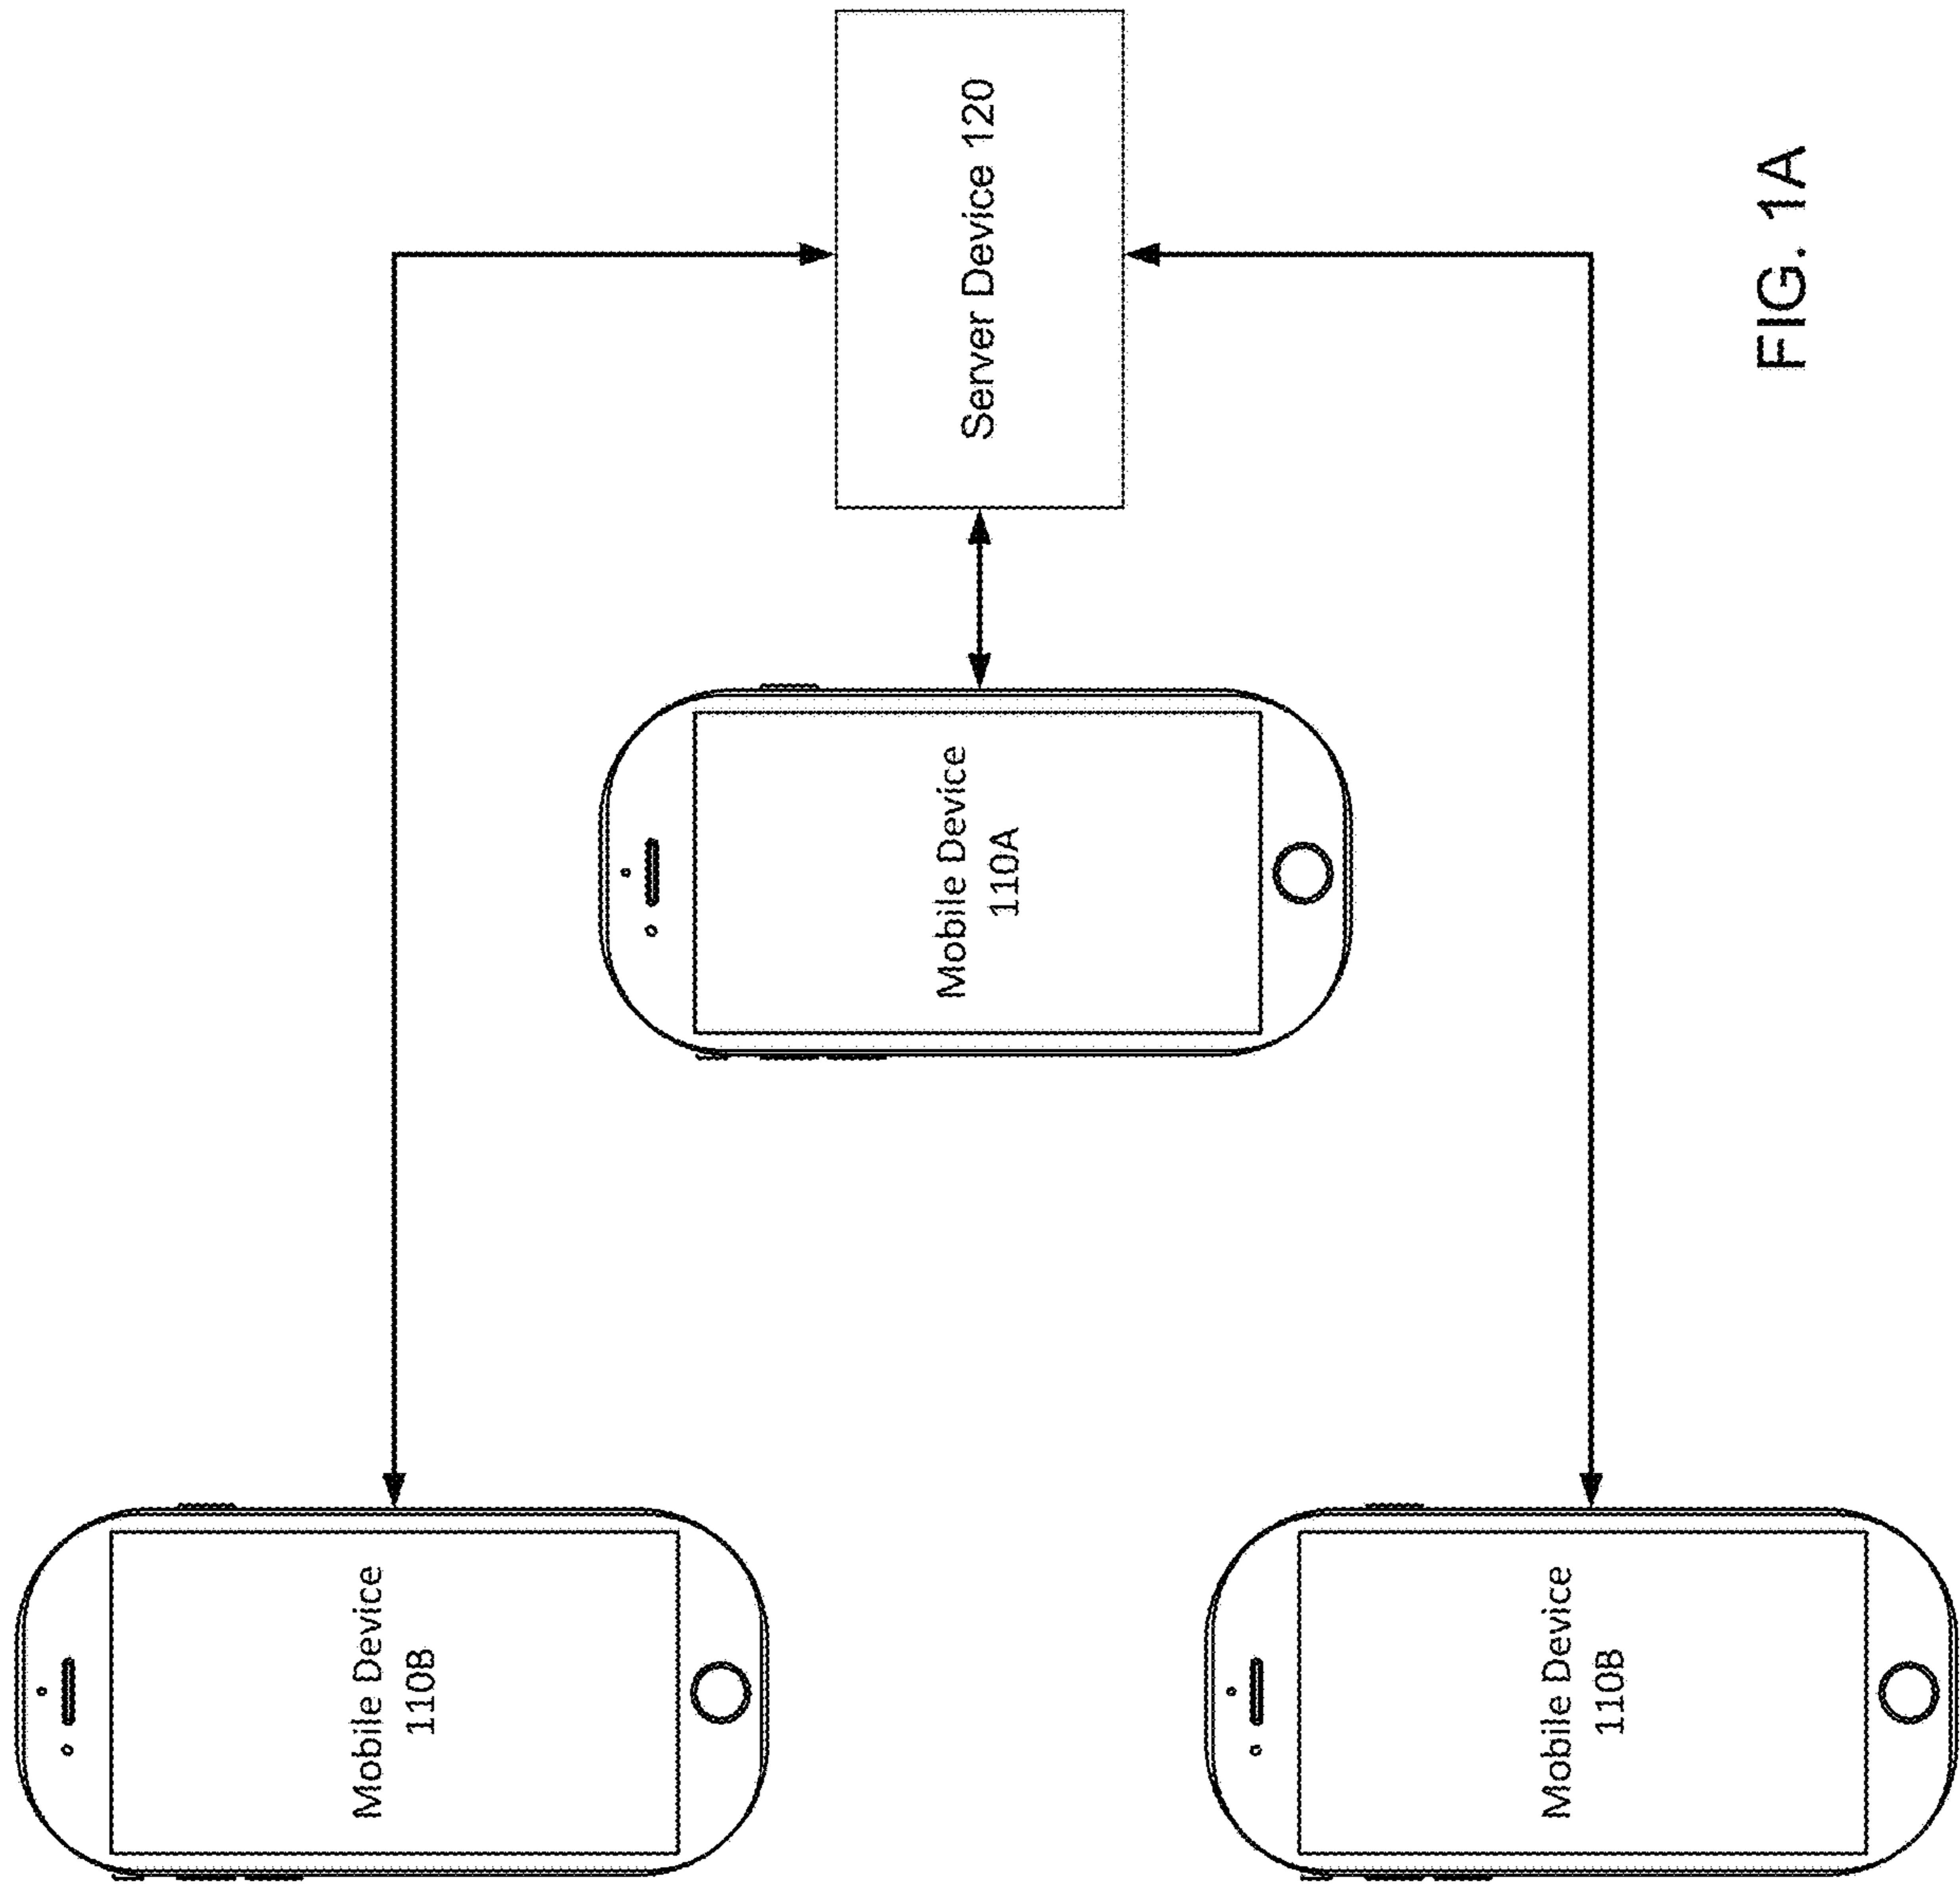 Mobile Device
110B
Mobile Device
110A
Server Device 120
Mobile Device
110B
FIG. 1A